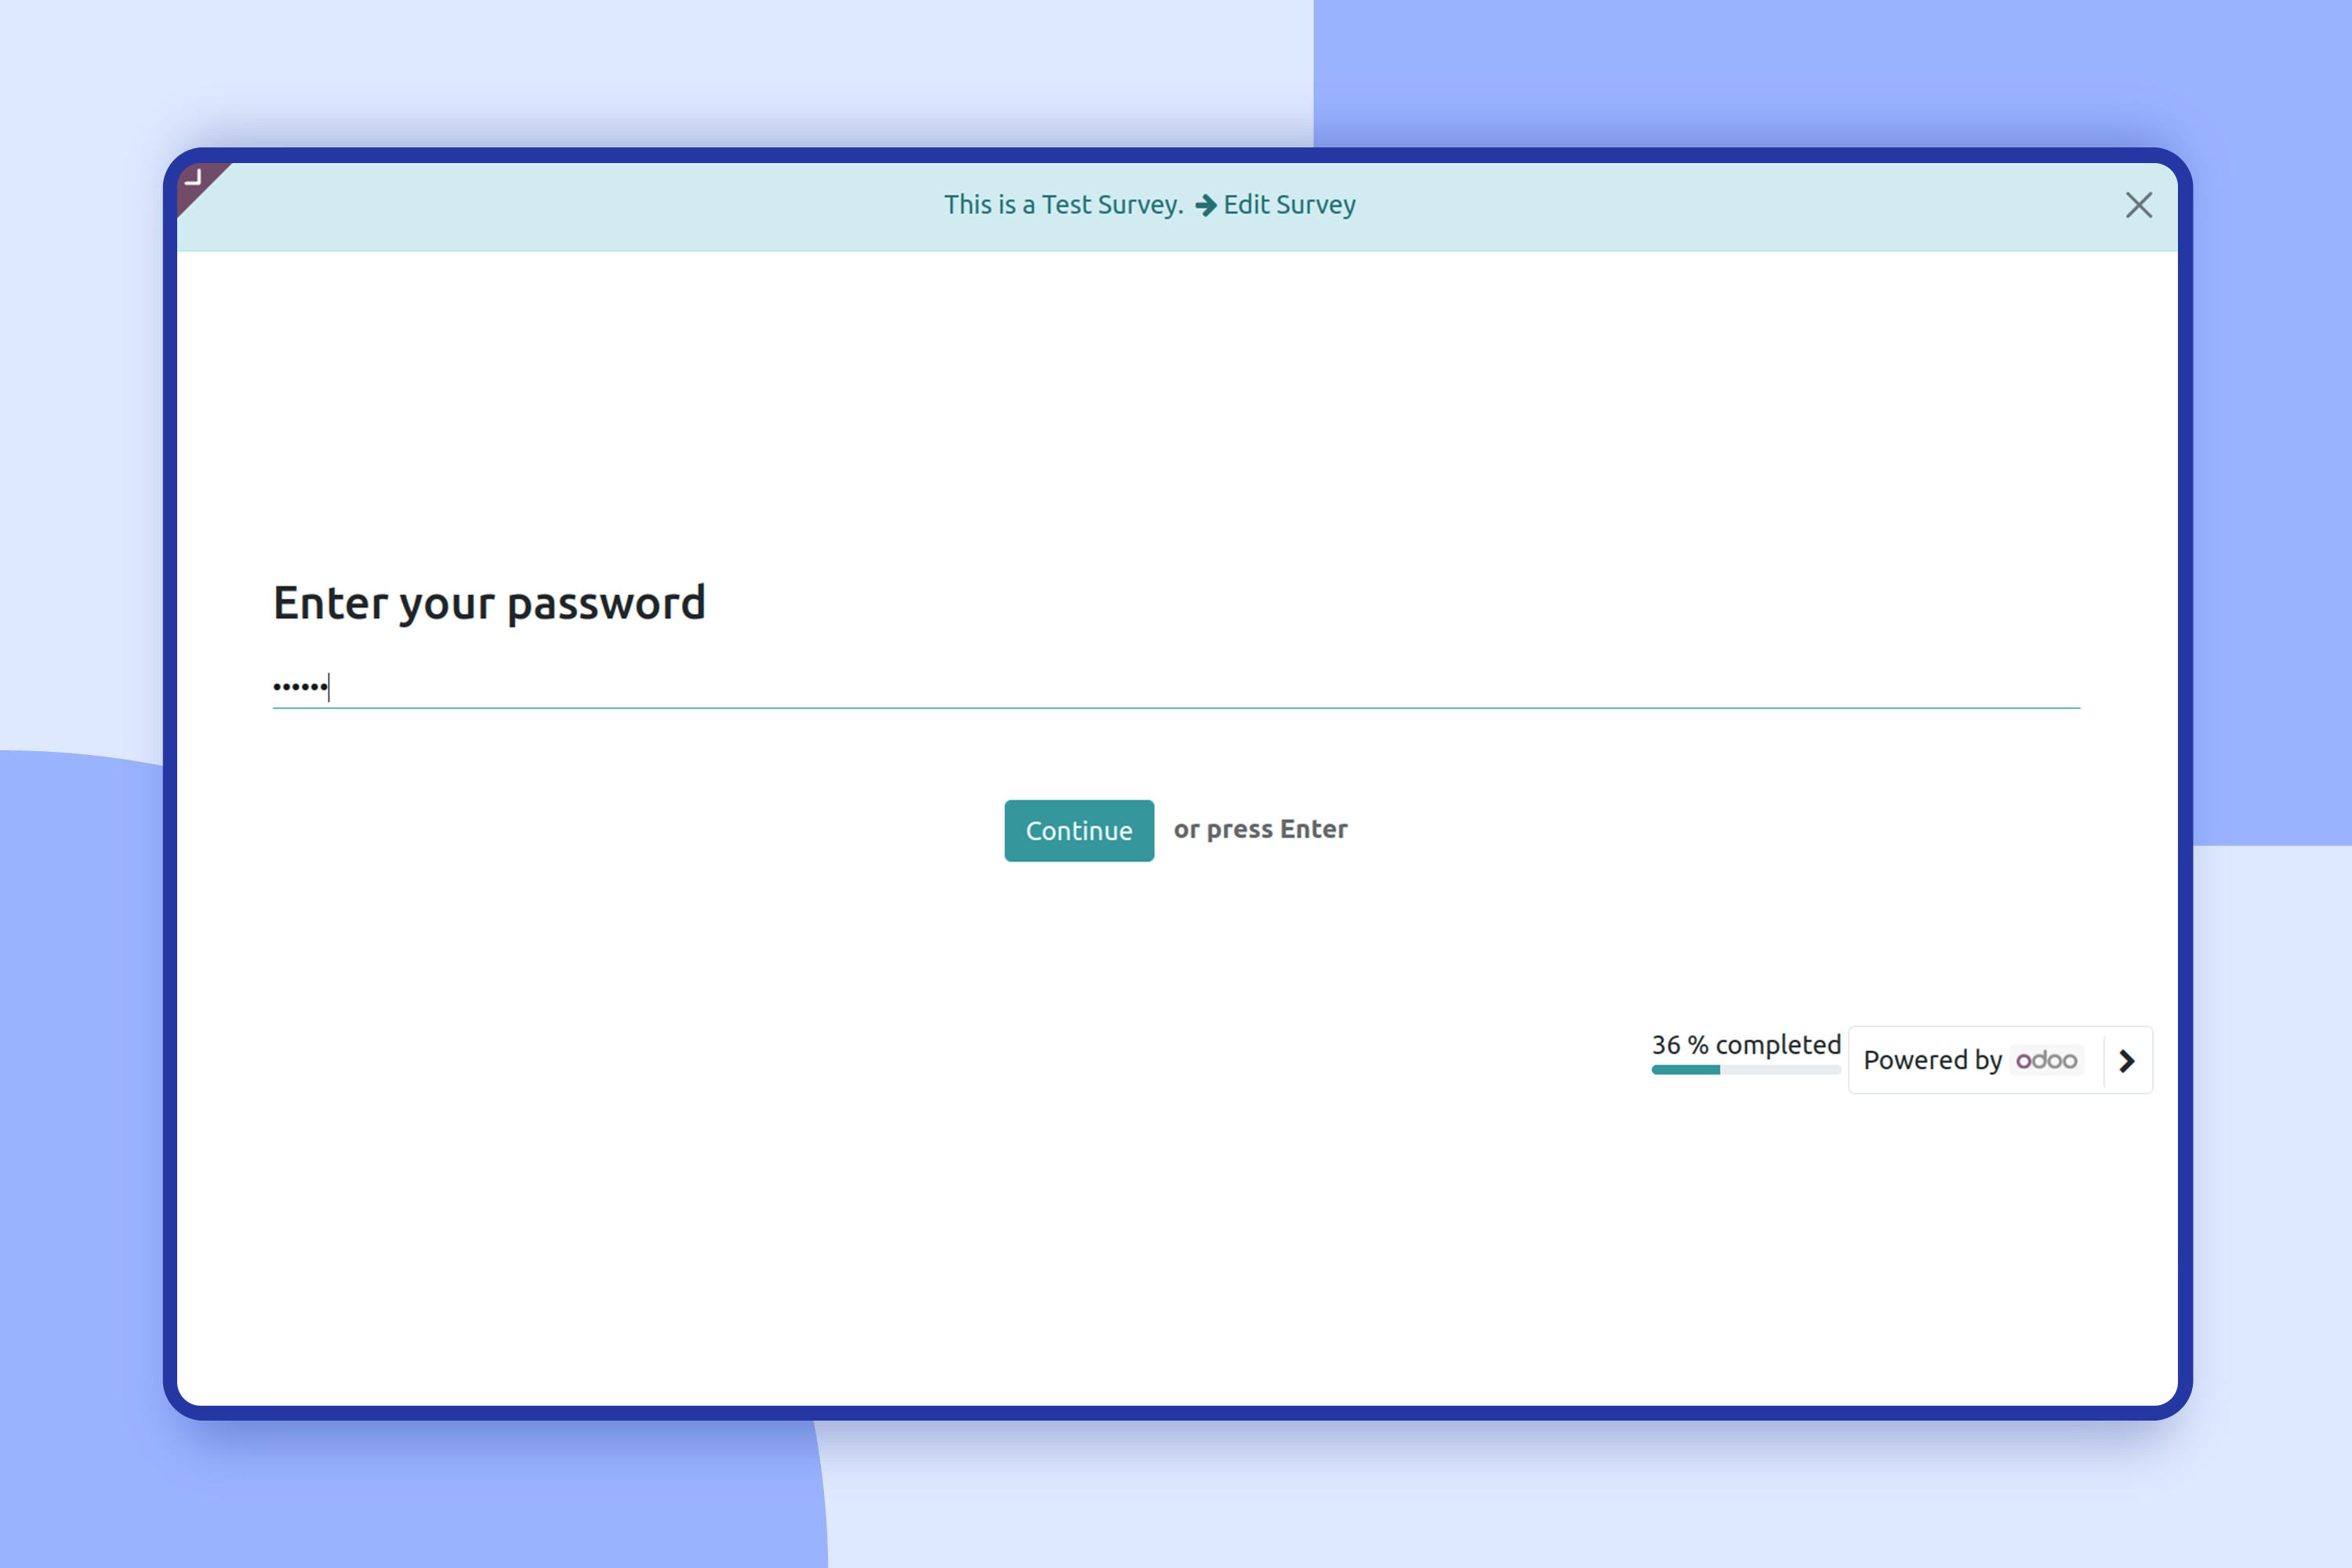 This is a Test Survey. Edit Survey
Enter your password
••••••
Continue or press Enter
36 % completed
Powered by odoo